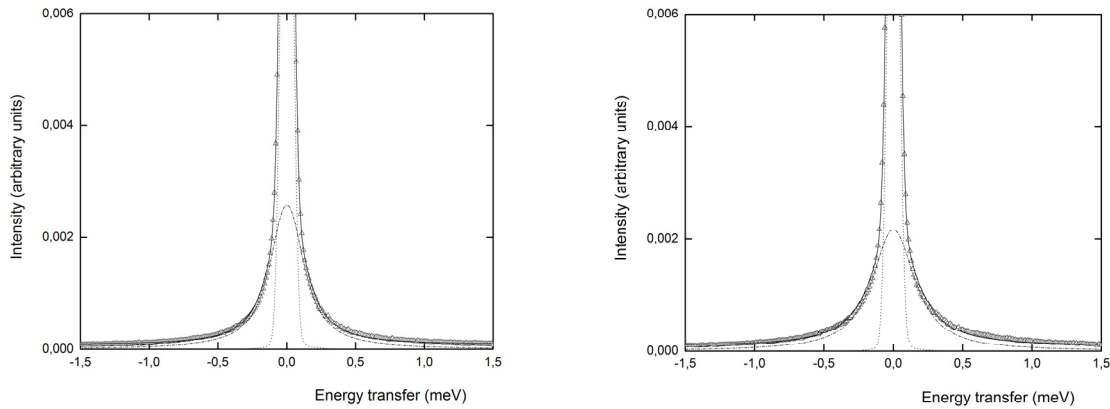 0,006
0,004
0,002
0,000
Intensity (arbitrary units)
-1,5 -1,0 -0,5 0,0 0,5 1,0 1,5
Energy transfer (meV)
0,006
0,004
0,002
0,000
Intensity (arbitrary units)
-1,5 -1,0 -0,5 0,0 0,5 1,0 1,5
Energy transfer (meV)